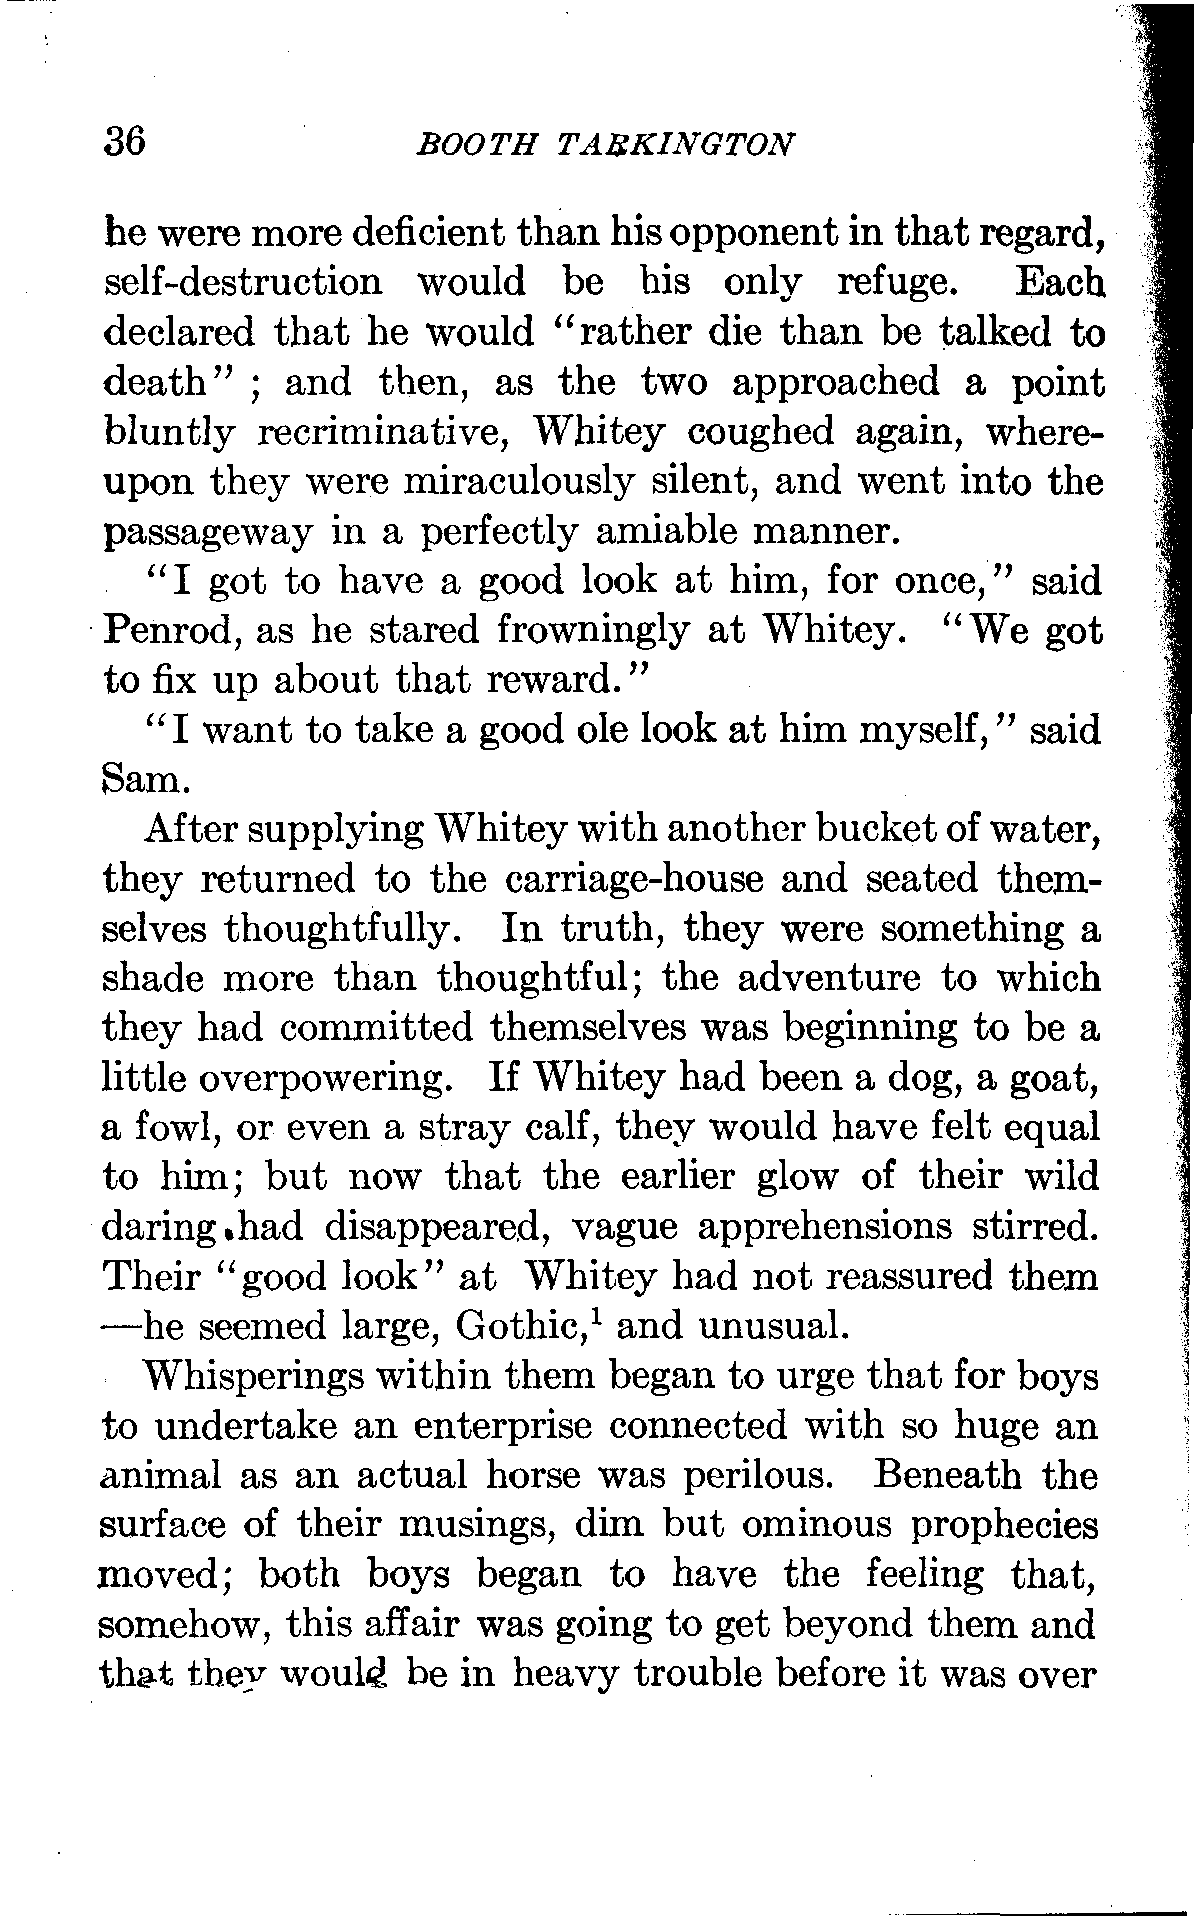 36 BOOTH TARKINGTON
he were more deficient than his opponent in that regard,
self-destruction would be his only refuge. Each
declared that he would "rather die than be talked to
death" ; and then, as the two approached a point
bluntly recriminative, Whitey coughed again, where-
upon they were miraculously silent, and went into the
passageway in a perfectly amiable manner.
"I got to have a good look at him, for once," said
Penrod, as he stared frowningly at Whitey. "We got
to fix up about that reward."
"I want to take a good ole look at him myself," said
Sam.
After supplying Whitey with another bucket of water,
they returned to the carriage-house and seated them-
selves thoughtfully. In truth, they were something a
shade more than thoughtful; the adventure to which
they had committed themselves was beginning to be a
little overpowering. If Whitey had been a dog, a goat,
a fowl, or even a stray calf, they would have felt equal
to him; but now that the earlier glow of their wild
daring had disappeared, vague apprehensions stirred.
Their "good look" at Whitey had not reassured them
—he seemed large, Gothic,¹ and unusual.
Whisperings within them began to urge that for boys
to undertake an enterprise connected with so huge an
animal as an actual horse was perilous. Beneath the
surface of their musings, dim but ominous prophecies
moved; both boys began to have the feeling that,
somehow, this affair was going to get beyond them and
that they would be in heavy trouble before it was over